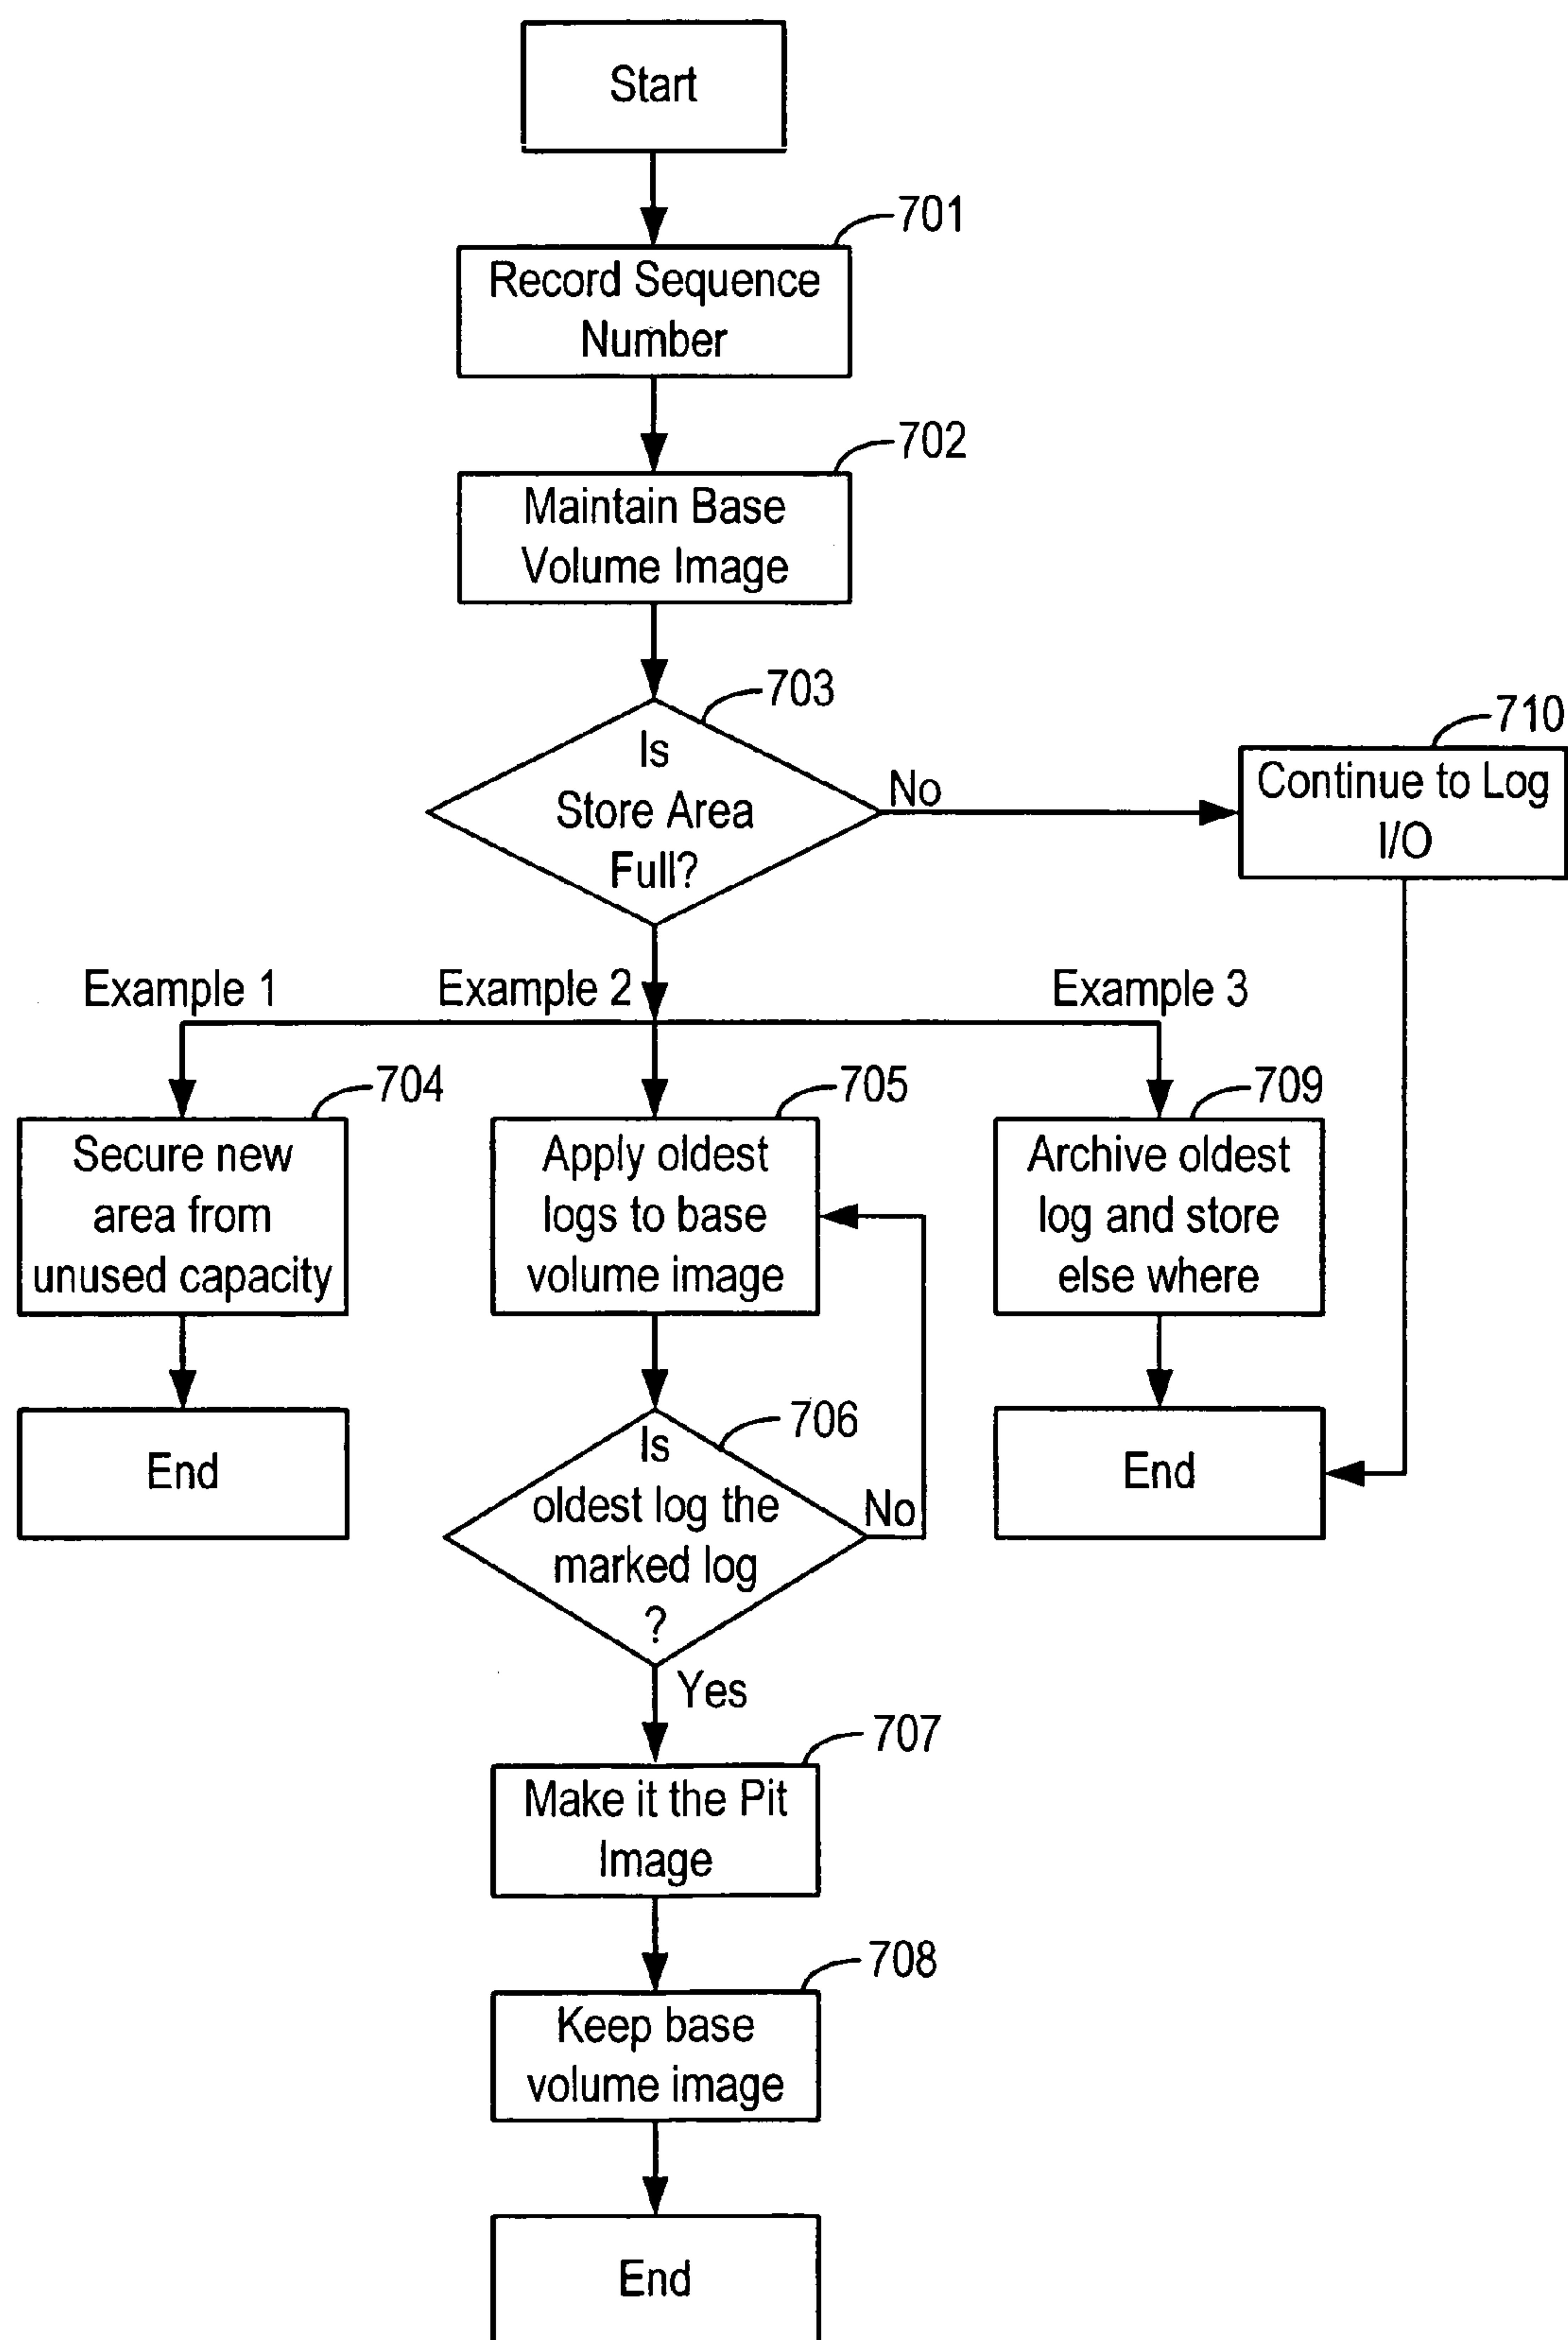 Start
701
Record Sequence
Number
702
Maintain Base
Volume Image
703
Is
Store Area
Full?
No
710
Continue to Log
I/O
Example 1
Example 2
Example 3
704
Secure new
area from
unused capacity
End
705
Apply oldest
logs to base
volume image
709
Archive oldest
log and store
else where
End
706
Is
oldest log the
marked log
?
No
Yes
707
Make it the Pit
Image
708
Keep base
volume image
End